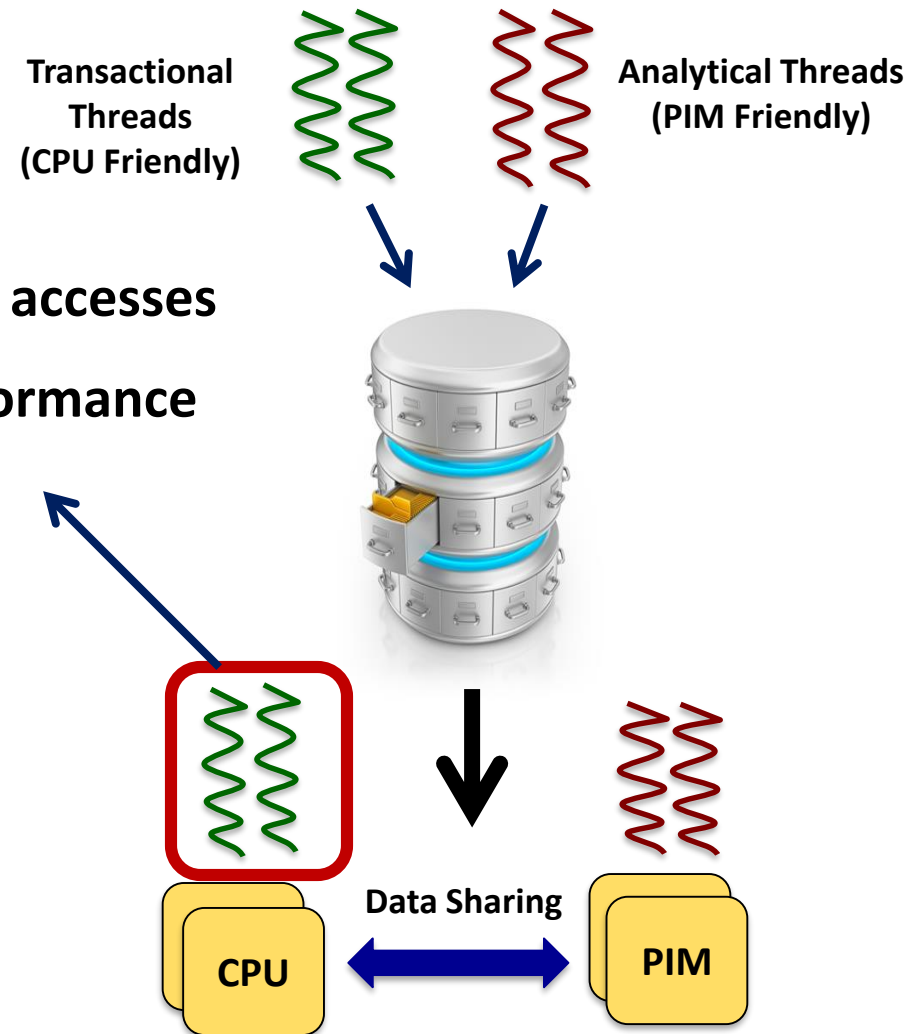 Transactional
Threads
(CPU Friendly)
Analytical Threads
(PIM Friendly)
accesses
ormance
Data Sharing
CPU
PIM